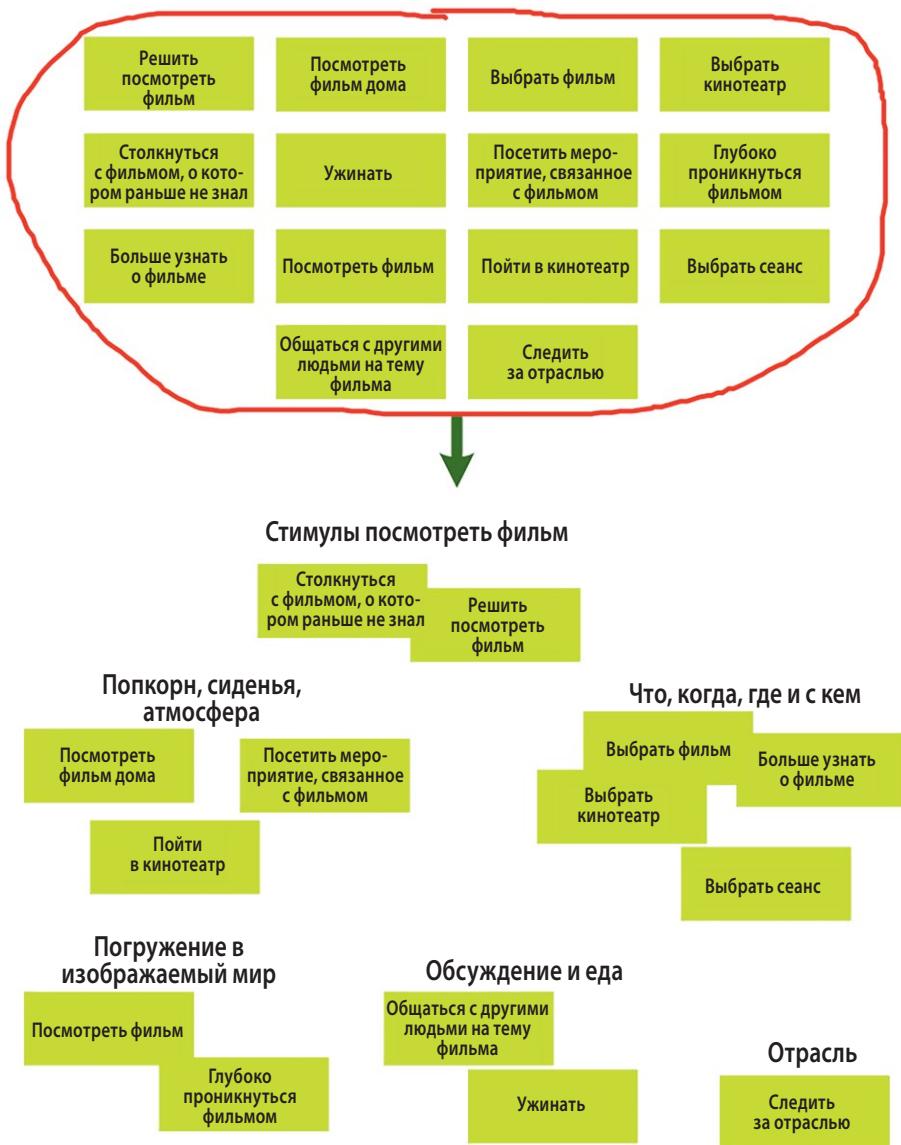 Решить
посмотреть
фильм
Посмотреть
фильм дома
Выбрать фильм
Выбрать
кинотеатр
Столкнуться
с фильмом, о кото-
ром раньше не знал
Ужинать
Посетить меро-
приятие, связанное
с фильмом
Глубоко
проникнуться
фильмом
Больше узнать
о фильме
Посмотреть фильм
Пойти в кинотеатр
Выбрать сеанс
Общаться с другими
людьми на тему
фильма
Следить
за отраслью
Стимулы посмотреть фильм
Столкнуться
с фильмом, о кото-
ром раньше не знал
Решить
посмотреть
фильм
Попкорн, сиденья,
атмосфера
Посмотреть
фильм дома
Посетить меро-
приятие, связанное
с фильмом
Пойти
в кинотеатр
Что, когда, где и с кем
Выбрать фильм
Больше узнать
о фильме
Выбрать
кинотеатр
Выбрать сеанс
Погружение в
изображаемый мир
Посмотреть фильм
Глубоко
проникнуться
фильмом
Обсуждение и еда
Общаться с другими
людьми на тему
фильма
Ужинать
Отрасль
Следить
за отраслью